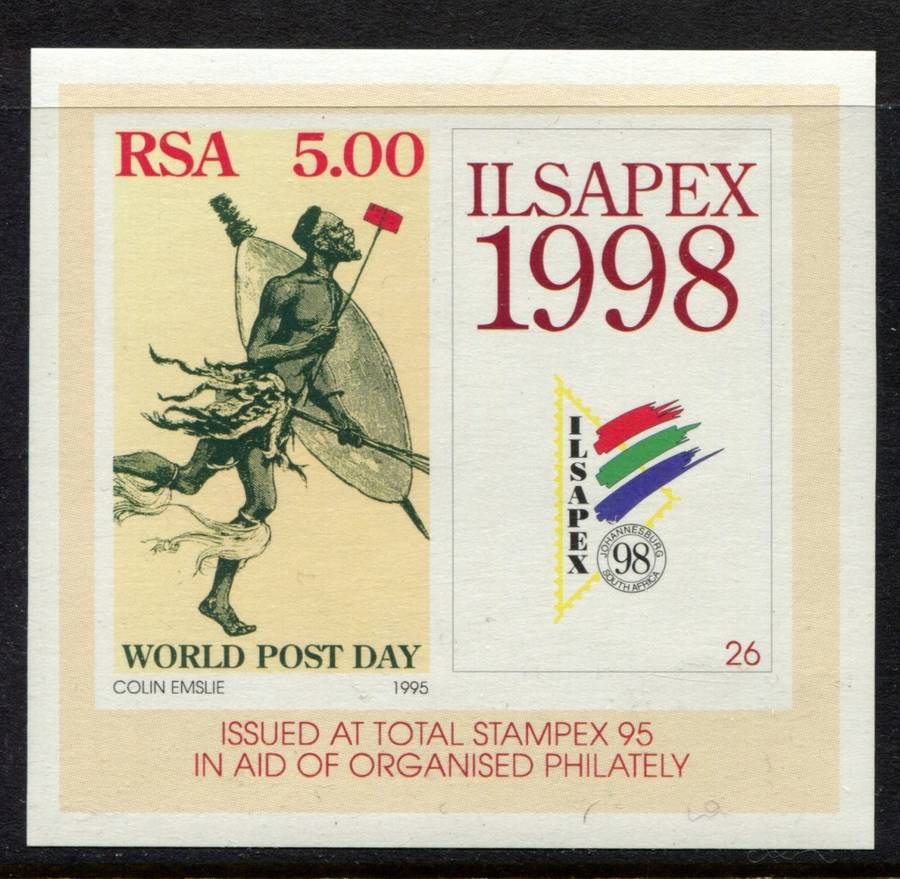 RSA 5.00
WORLD POST DAY
COLIN EMSLIE 1995
ILSAPEX
1998
ILSAPEX
JOHANNESBURG
98
SOUTH AFRICA
26
ISSUED AT TOTAL STAMPEX 95
IN AID OF ORGANISED PHILATELY